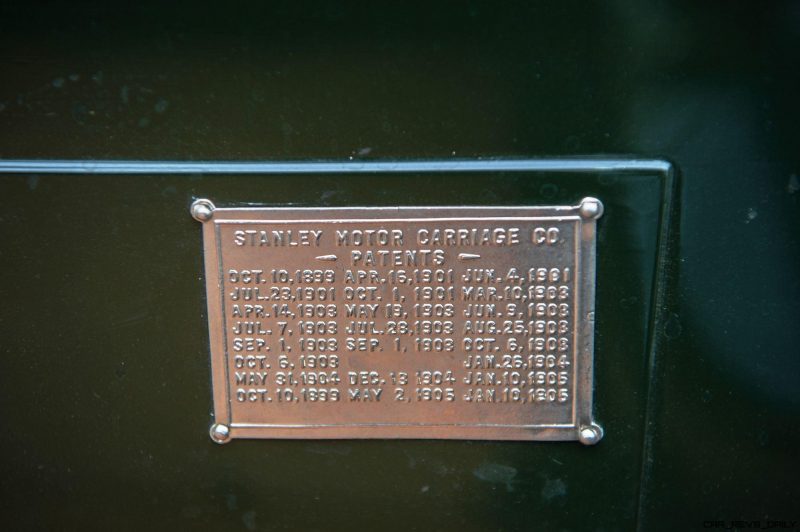 STANLEY MOTOR CARRIAGE CO.
- PATENTS -
OCT. 10, 1899 APR. 16, 1901 JUN. 4, 1901
JUL. 23, 1901 OCT. 1, 1901 MAR. 10, 1903
APR. 14, 1903 MAY 19, 1903 JUN. 9, 1903
JUL. 7, 1903 JUL. 28, 1903 AUG. 25, 1903
SEP. 1, 1903 SEP. 1, 1903 OCT. 6, 1903
OCT. 6, 1903 JAN. 26, 1904
MAY 31, 1904 DEC. 13 1904 JAN. 10, 1905
OCT. 10, 1899 MAY 2, 1905 JAN. 10, 1905
CAR_REVS_DAILY